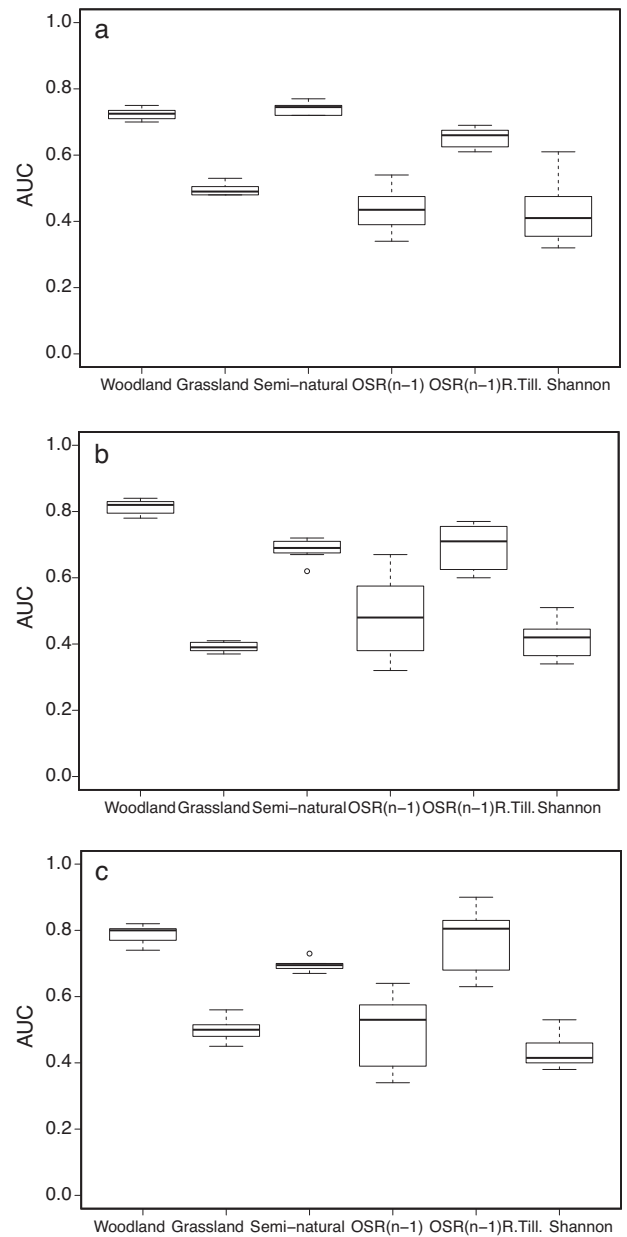 a
1.0
0.8
0.6
0.4
0.2
0.0
AUC
Woodland Grassland Semi−natural OSR(n−1) OSR(n−1)R.Till. Shannon
b
1.0
0.8
0.6
0.4
0.2
0.0
AUC
Woodland Grassland Semi−natural OSR(n−1) OSR(n−1)R.Till. Shannon
c
1.0
0.8
0.6
0.4
0.2
0.0
AUC
Woodland Grassland Semi−natural OSR(n−1) OSR(n−1)R.Till. Shannon